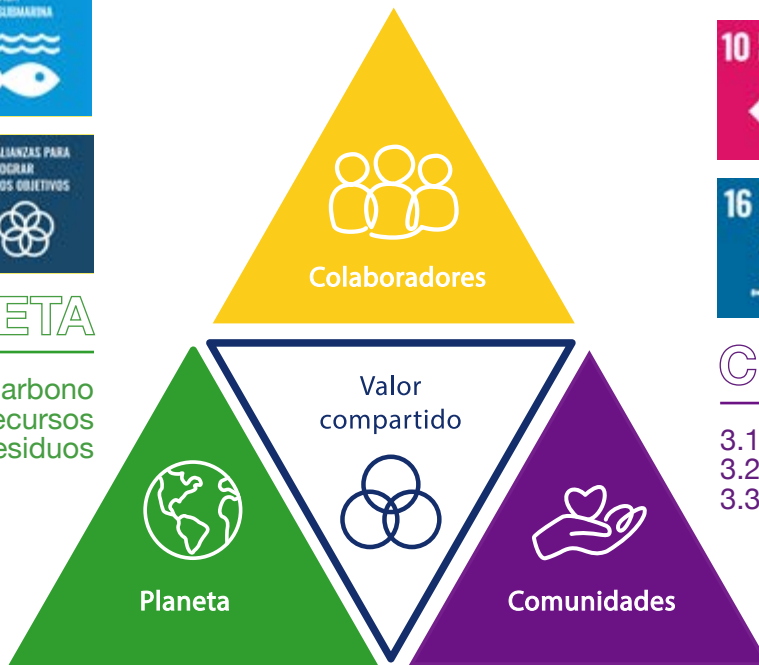 SUBMARINA
ALIANZAS PARA
LOGRAR
LOS OBJETIVOS
ETA
arbono
ecursos
esiduos
Colaboradores
Valor
compartido
Planeta
Comunidades
10
16
C
3.1
3.2
3.3